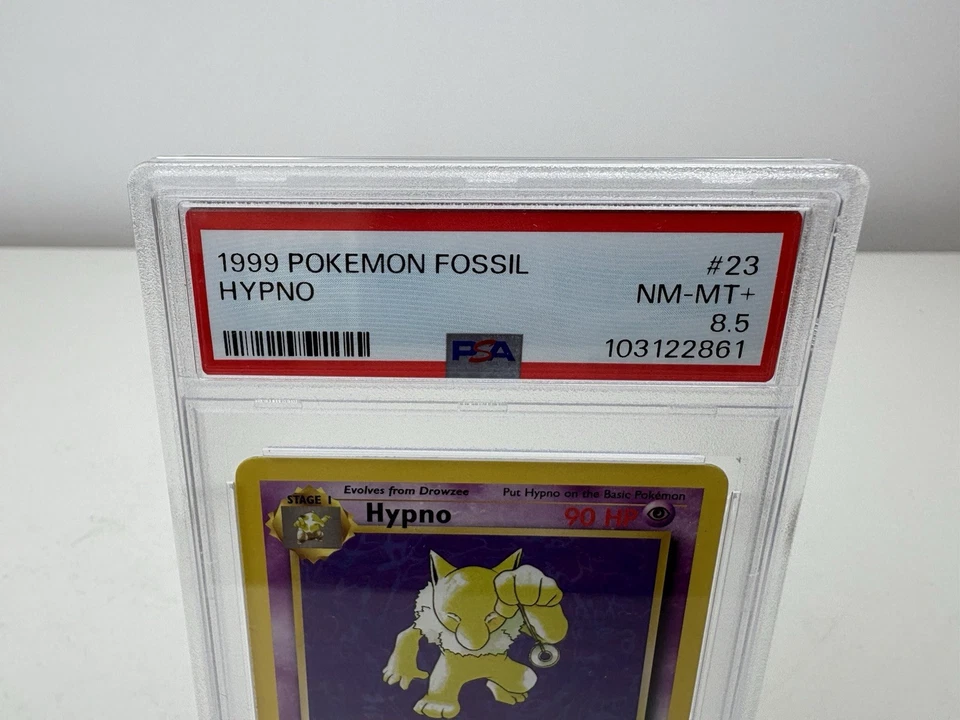 1999 POKEMON FOSSIL #23
HYPNO NM-MT+
8.5
PSA 103122861
Evolves from Drowzee Put Hypno on the Basic Pokémon
STAGE 1
Hypno 90 HP